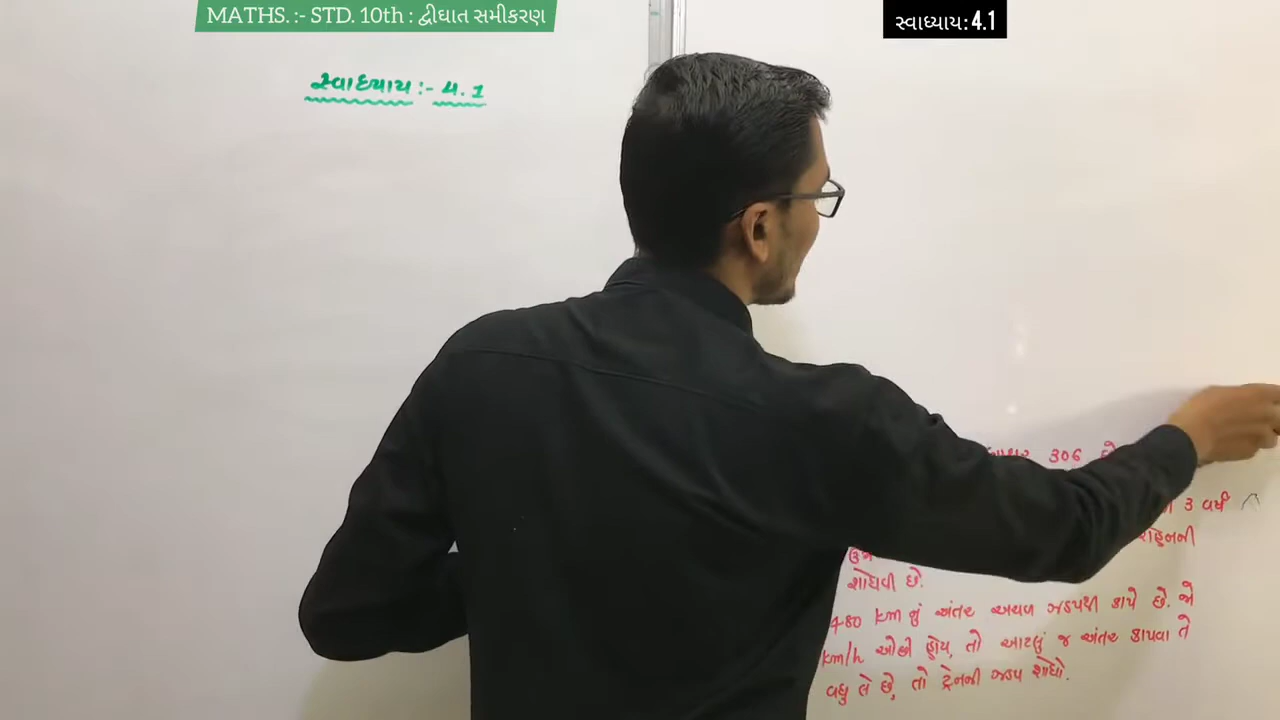 MATHS. :- STD. 10th : દ્વીઘાત સમીકરણ
સ્વાધ્યાય: 4.1
સ્વાધ્યાય :- 4.1
306
3 વર્ષ
શોધવી છે.
480 km નું અંતર અચળ ઝડપથી કાપે છે. જો
km/h ઓછી હોય, તો આટલું જ અંતર કાપવા તે
વધુ લે છે, તો ટ્રેનની ઝડપ શોધો.